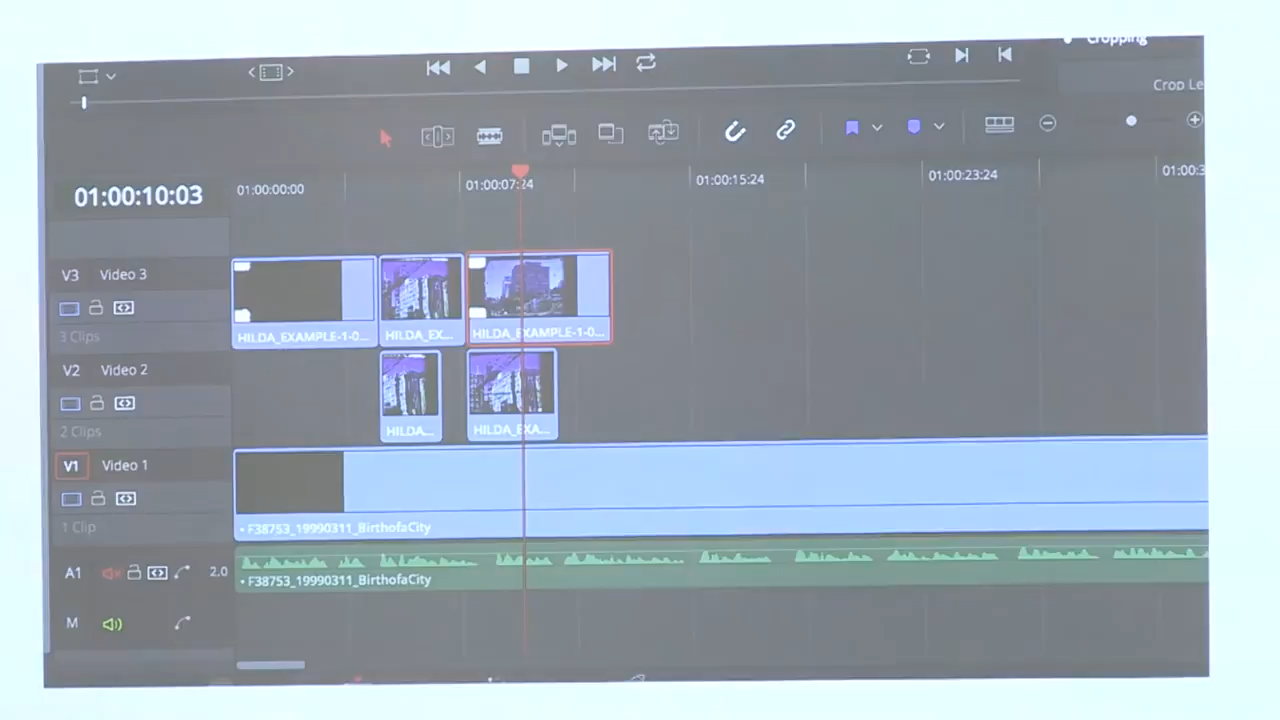 Cropping
Crop Le
01:00:10:03
01:00:00:00
01:00:07:24
01:00:15:24
01:00:23:24
01:00:3
V3 Video 3
3 Clips
HILDA_EXAMPLE-1-0...
HILDA_EX...
HILDA_EXAMPLE-1-0...
V2 Video 2
2 Clips
HILDA...
HILDA_EXA...
V1 Video 1
1 Clip
• F38753_19990311_BirthofaCity
A1 2.0
• F38753_19990311_BirthofaCity
M